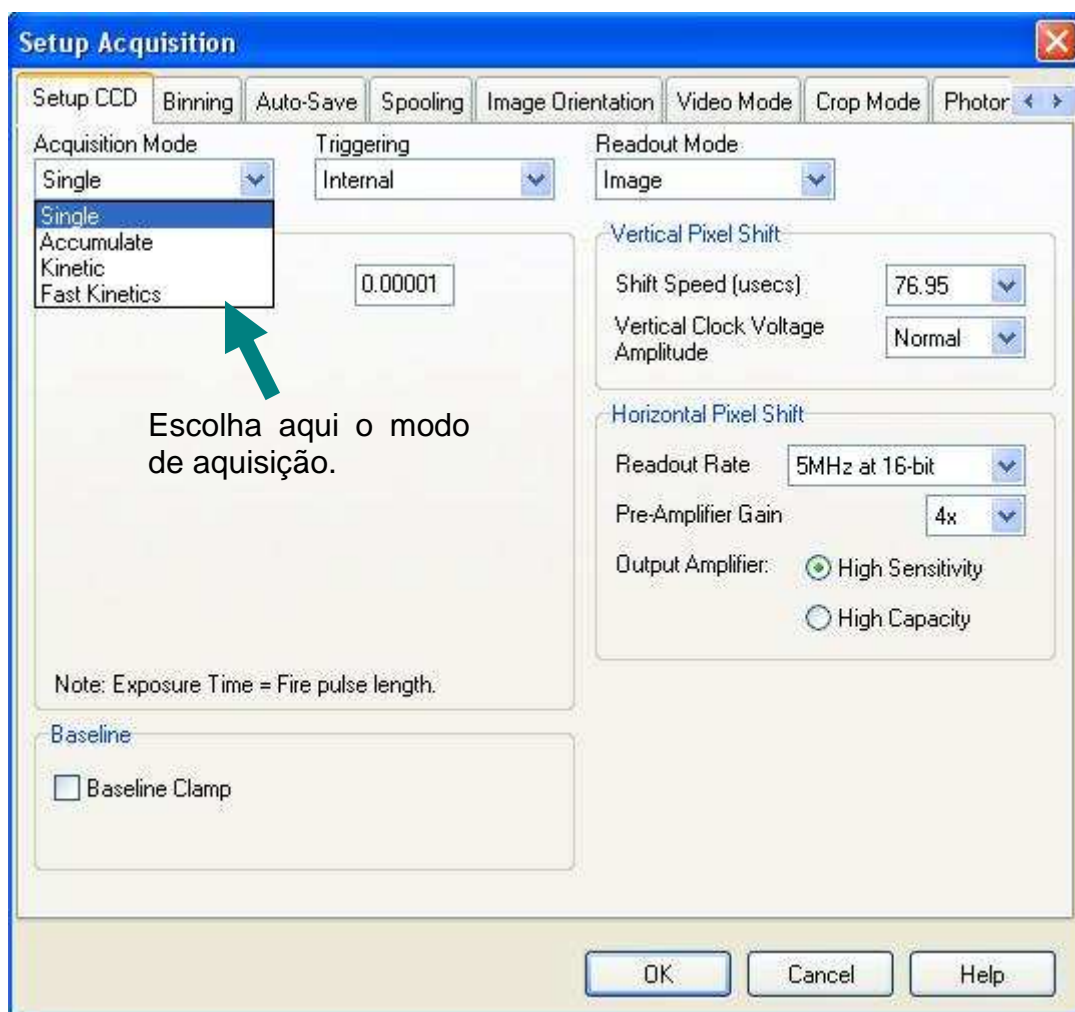 Setup Acquisition
Setup CCD Binning Auto-Save Spooling Image Orientation Video Mode Crop Mode Photor
Acquisition Mode Triggering Readout Mode
Single Internal Image
Single
Accumulate
Kinetic
Fast Kinetics
0.00001
Escolha aqui o modo
de aquisição.
Note: Exposure Time = Fire pulse length.
Baseline
Baseline Clamp
Vertical Pixel Shift
Shift Speed (usecs) 76.95
Vertical Clock Voltage
Amplitude Normal
Horizontal Pixel Shift
Readout Rate 5MHz at 16-bit
Pre-Amplifier Gain 4x
Output Amplifier: High Sensitivity
High Capacity
OK Cancel Help